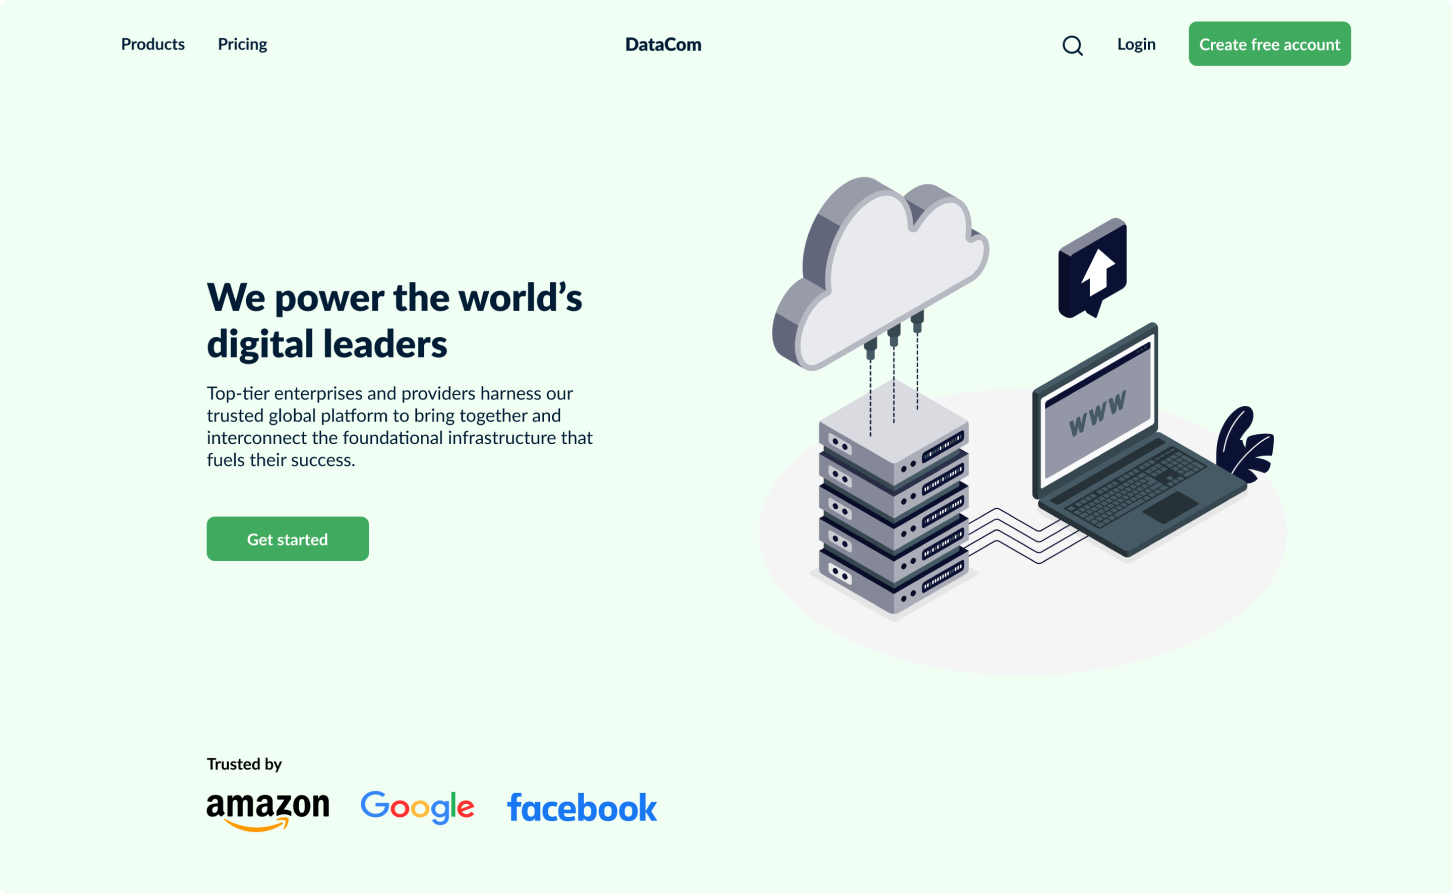 Products Pricing DataCom Login Create free account
We power the world’s
digital leaders
Top-tier enterprises and providers harness our
trusted global platform to bring together and
interconnect the foundational infrastructure that
fuels their success.
Get started
WWW
Trusted by
amazon Google facebook